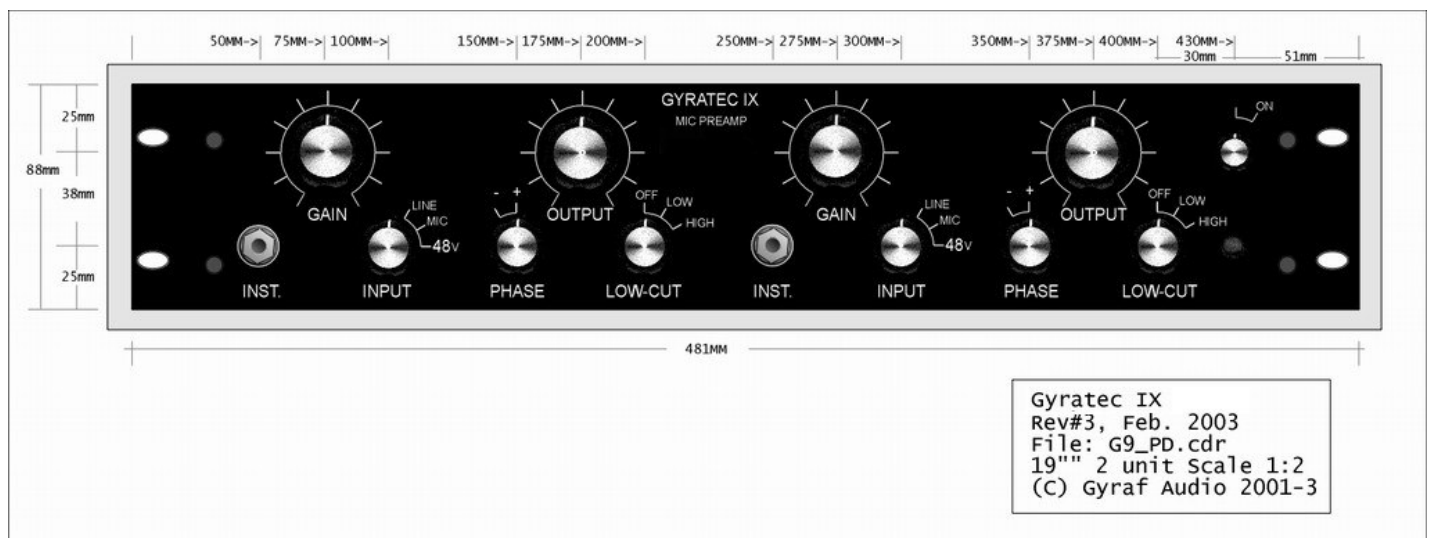 50MM-> 75MM-> 100MM-> 150MM-> 175MM-> 200MM-> 250MM-> 275MM-> 300MM-> 350MM-> 375MM-> 400MM-> 430MM->
30mm 51mm
25mm
88mm
38mm
25mm
GYRATEC IX
MIC PREAMP
ON
GAIN
- +
OUTPUT
OFF
LOW
HIGH
LINE
MIC
48V
GAIN
LINE
MIC
48V
- +
OUTPUT
OFF
LOW
HIGH
INST. INPUT PHASE LOW-CUT INST. INPUT PHASE LOW-CUT
481MM
Gyratec IX
Rev#3, Feb. 2003
File: G9_PD.cdr
19"" 2 unit Scale 1:2
(C) Gyraf Audio 2001-3